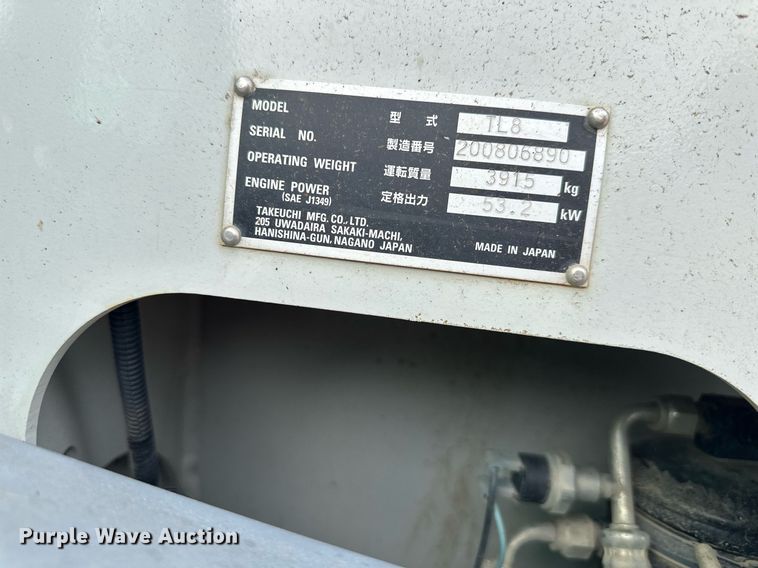 MODEL 型式 TL8
SERIAL NO. 製造番号 200806890
OPERATING WEIGHT 運転質量 3915 kg
ENGINE POWER 定格出力 53.2 kW
(SAE J1349)
TAKEUCHI MFG.CO.,LTD.
205 UWADAIRA SAKAKI-MACHI,
HANISHINA-GUN, NAGANO JAPAN
MADE IN JAPAN
Purple Wave Auction